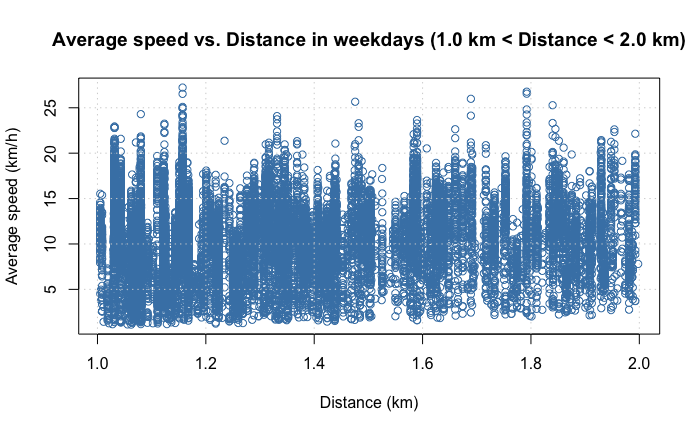 Average speed vs. Distance in weekdays (1.0 km < Distance < 2.0 km)
Average speed (km/h)
25
20
15
10
5
1.0 1.2 1.4 1.6 1.8 2.0
Distance (km)